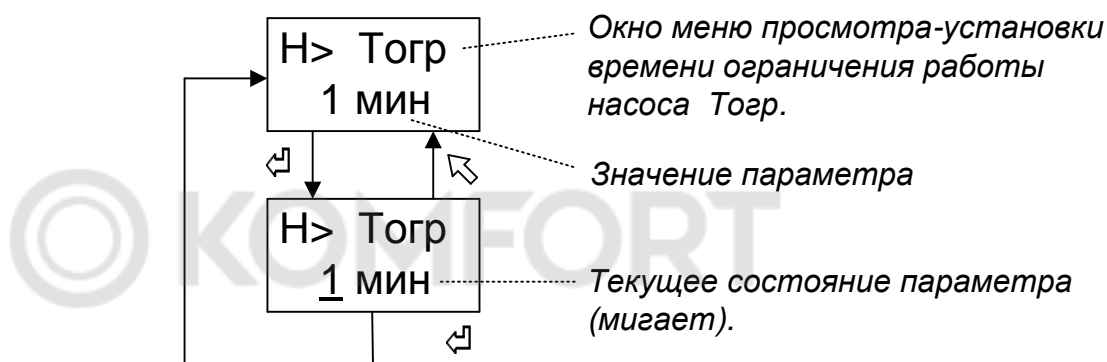 Н> Тогр
1 мин
Окно меню просмотра-установки
времени ограничения работы
насоса Тогр.
Значение параметра
KOMFORT
Н> Тогр
1 мин
Текущее состояние параметра
(мигает).